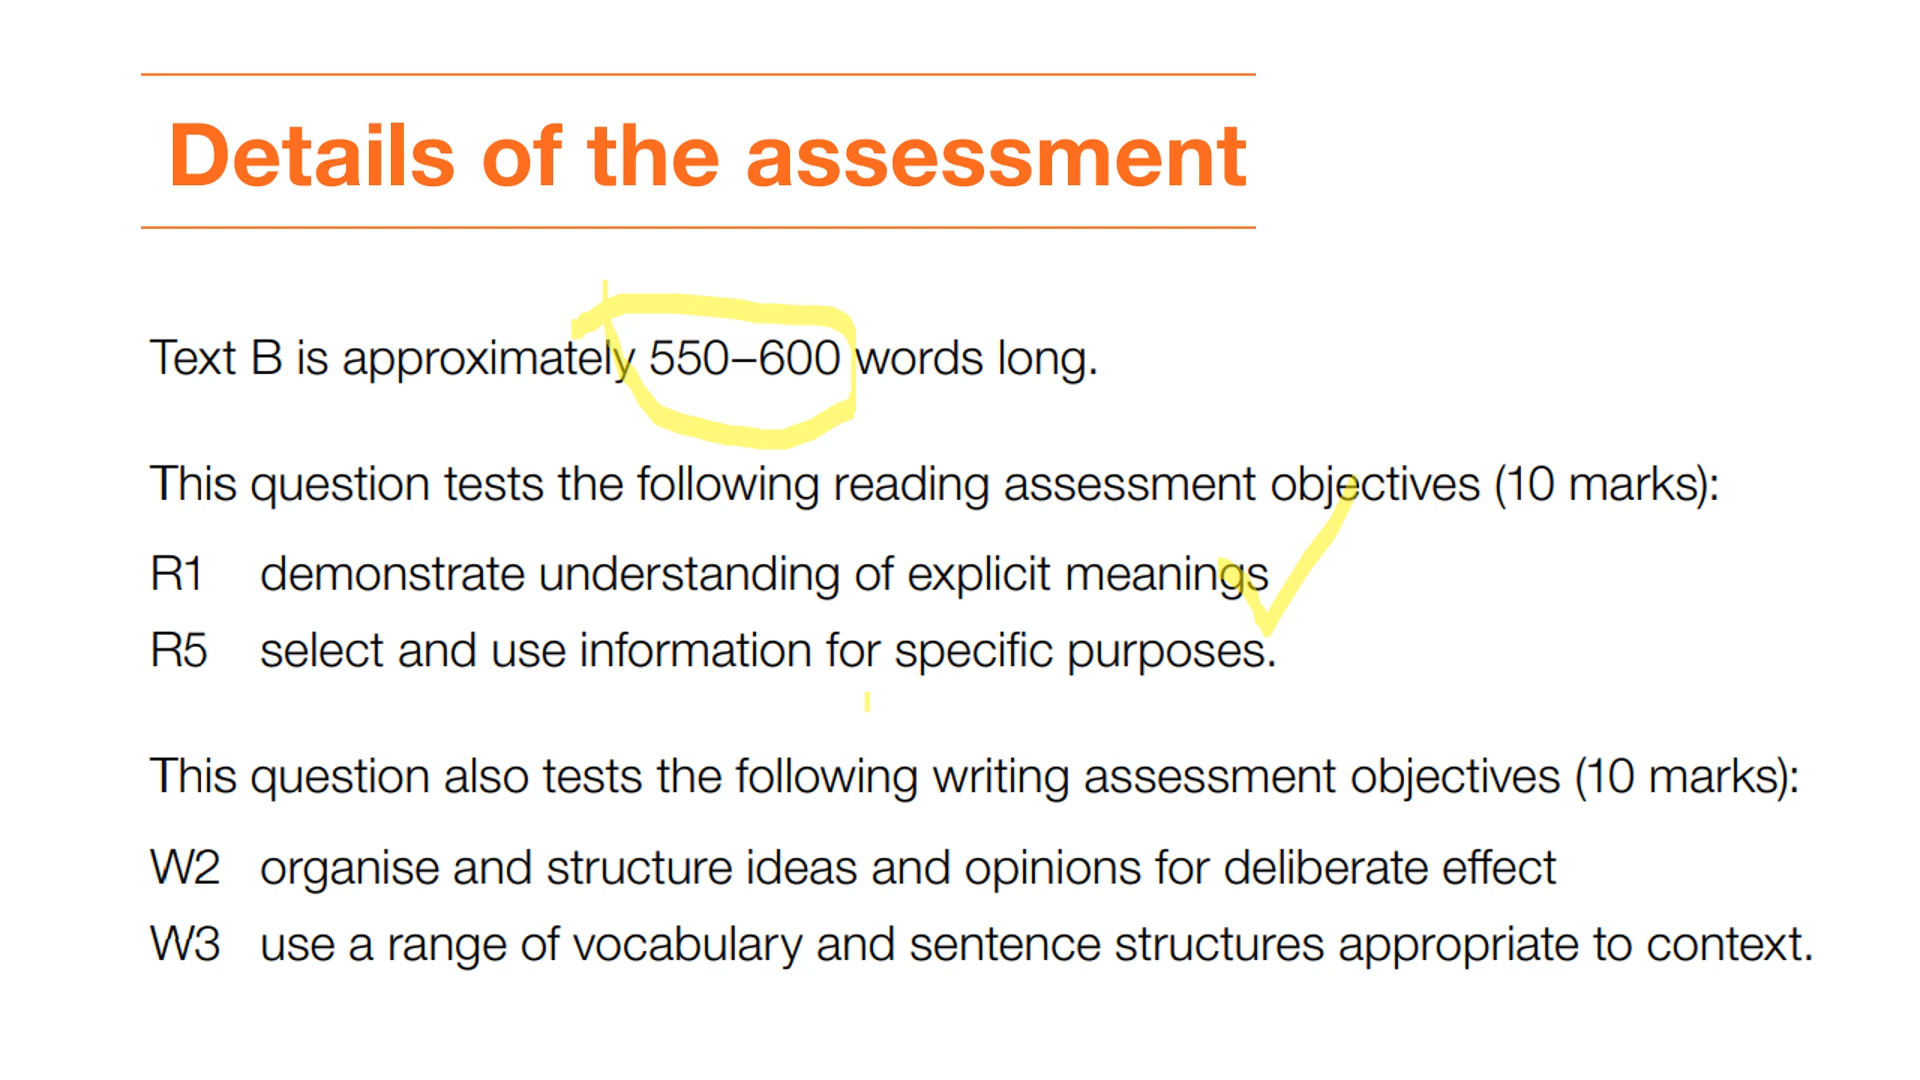 Details of the assessment
Text B is approximately 550–600 words long.
This question tests the following reading assessment objectives (10 marks):
R1 demonstrate understanding of explicit meanings
R5 select and use information for specific purposes.
This question also tests the following writing assessment objectives (10 marks):
W2 organise and structure ideas and opinions for deliberate effect
W3 use a range of vocabulary and sentence structures appropriate to context.